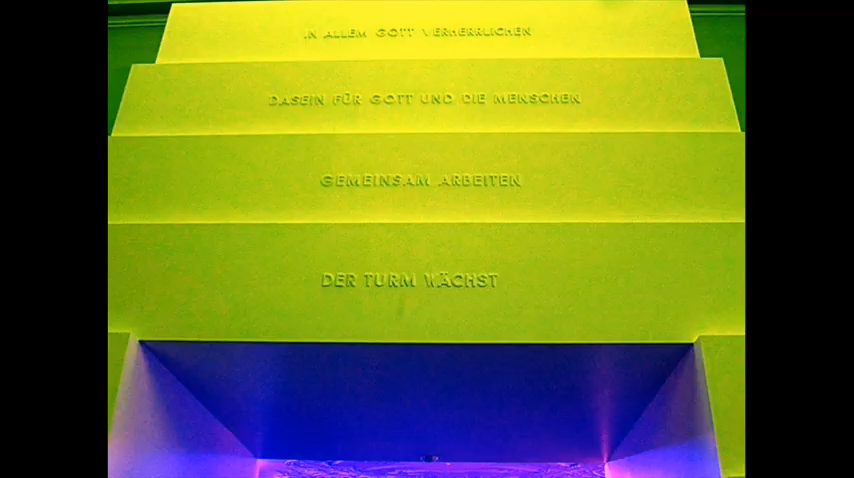 IN ALLEM GOTT VERHERRLICHEN
DASEIN FÜR GOTT UND DIE MENSCHEN
GEMEINSAM ARBEITEN
DER TURM WÄCHST